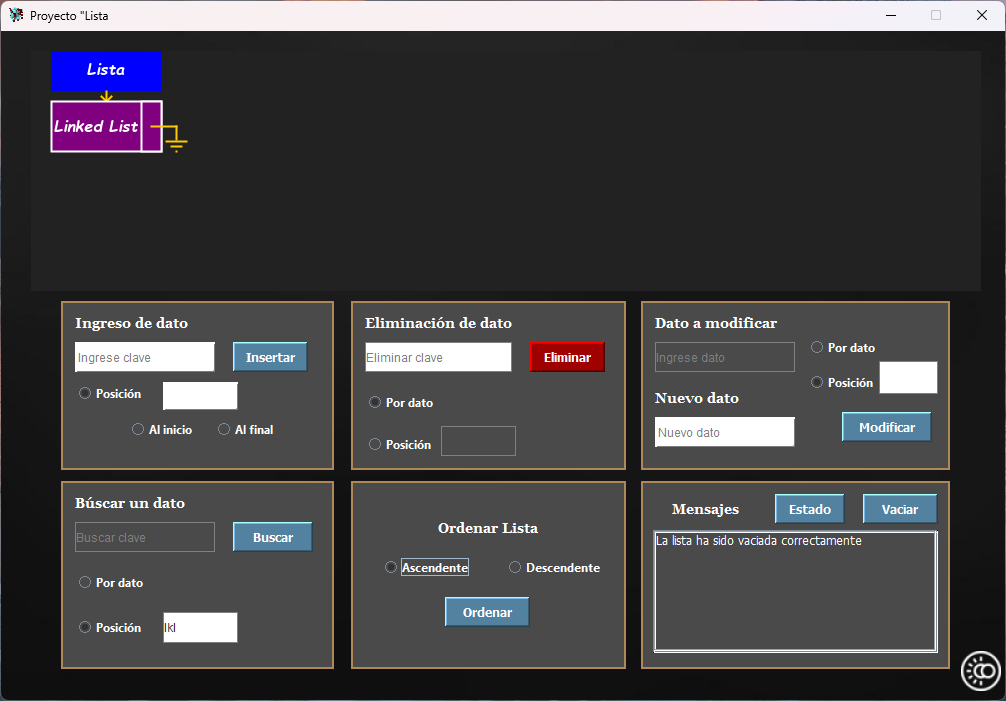 Proyecto "Lista
Lista
Linked List
Ingreso de dato
Ingrese clave
Insertar
Posición
Al inicio
Al final
Eliminación de dato
Eliminar clave
Eliminar
Por dato
Posición
Dato a modificar
Ingrese dato
Por dato
Posición
Nuevo dato
Nuevo dato
Modificar
Búscar un dato
Buscar clave
Buscar
Por dato
Posición
lkl
Ordenar Lista
Ascendente
Descendente
Ordenar
Mensajes
Estado
Vaciar
La lista ha sido vaciada correctamente